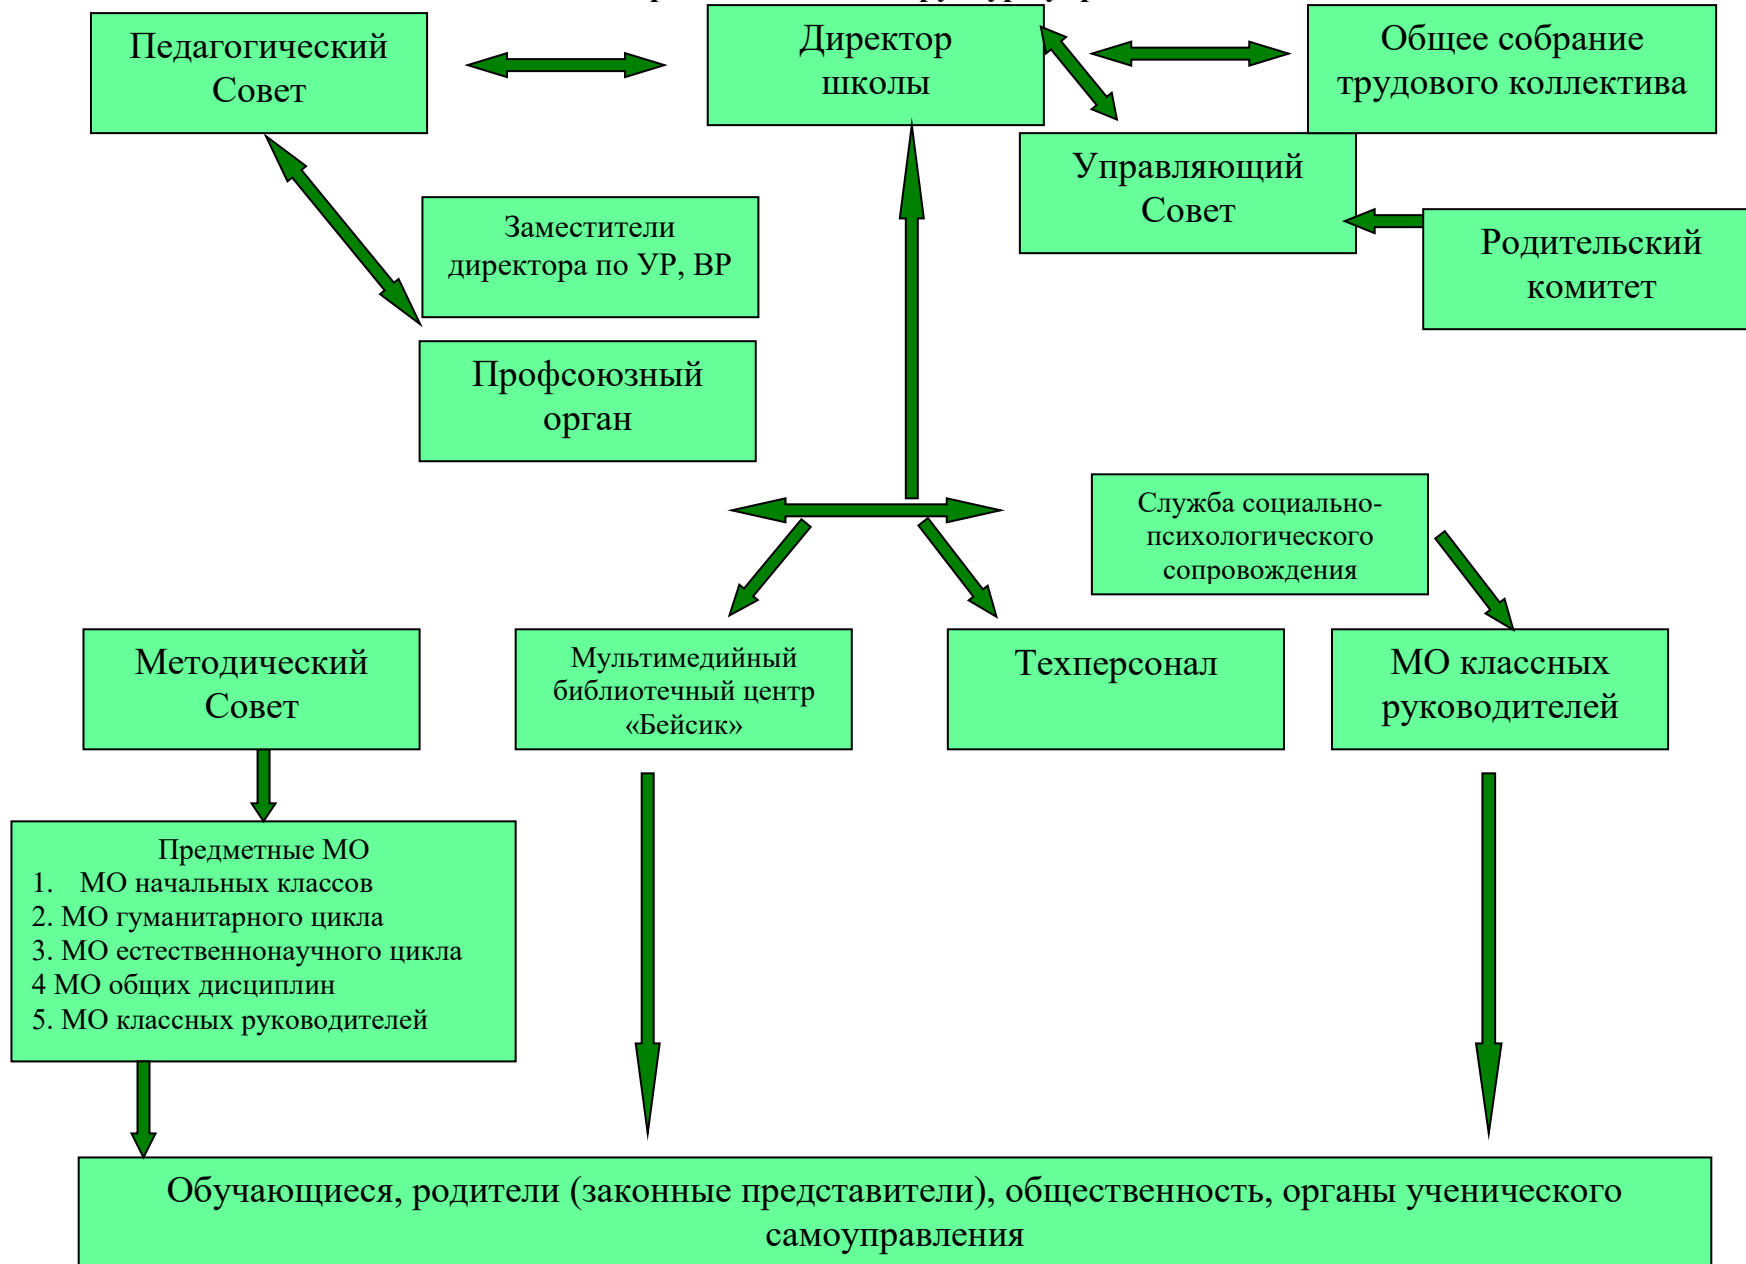 Педагогический
Совет
Директор
школы
Общее собрание
трудового коллектива
Управляющий
Совет
Заместители
директора по УР, ВР
Родительский
комитет
Профсоюзный
орган
Служба социально-
психологического
сопровождения
Методический
Совет
Мультимедийный
библиотечный центр
«Бейсик»
Техперсонал
МО классных
руководителей
Предметные МО
1. МО начальных классов
2. МО гуманитарного цикла
3. МО естественнонаучного цикла
4 МО общих дисциплин
5. МО классных руководителей
Обучающиеся, родители (законные представители), общественность, органы ученического
самоуправления